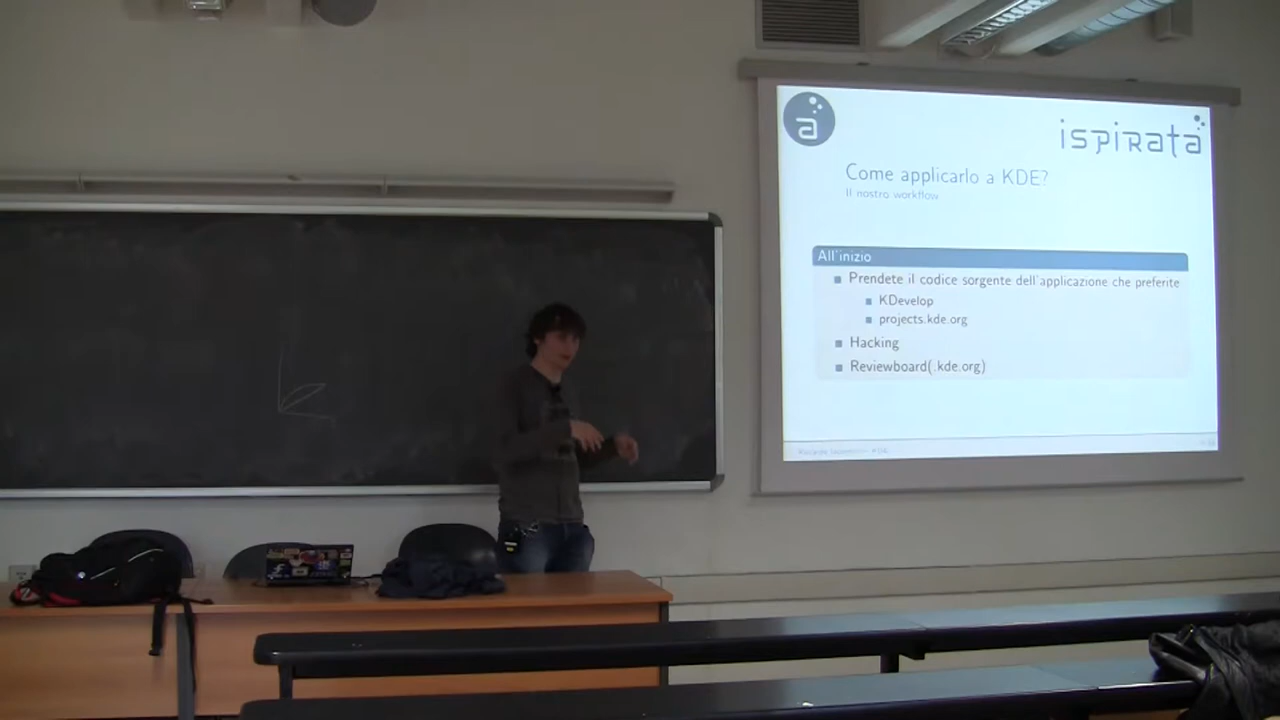 a
ispirata
Come applicarlo a KDE?
Il nostro workflow
All'inizio
Prendete il codice sorgente dell'applicazione che preferite
KDevelop
projects.kde.org
Hacking
Reviewboard(.kde.org)